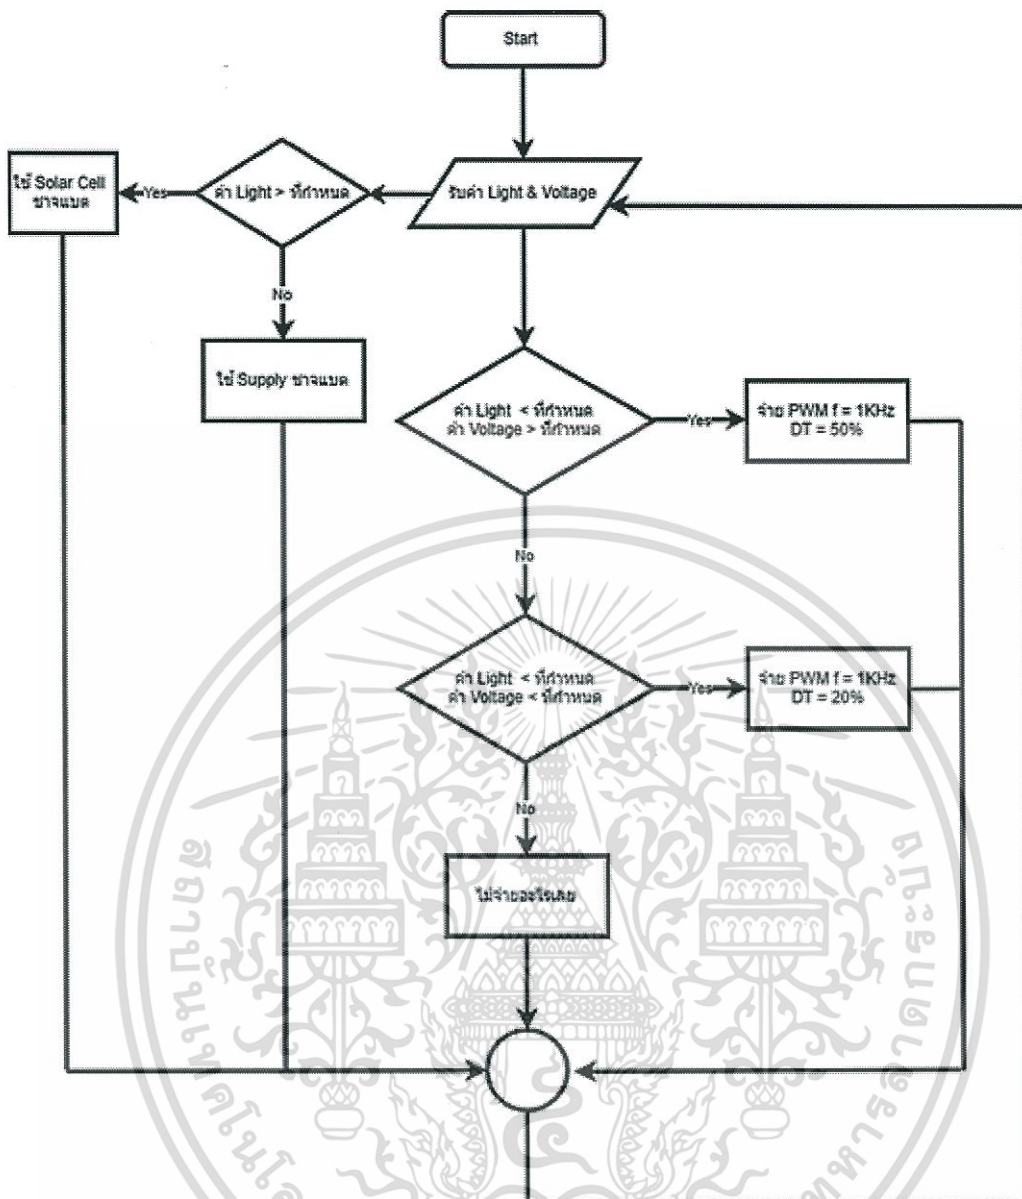 Start
รับค่า Light & Voltage
ค่า Light > ที่กำหนด
Yes
ใช้ Solar Cell
ชาจแบต
No
ใช้ Supply ชาจแบต
ค่า Light < ที่กำหนด
ค่า Voltage > ที่กำหนด
Yes
จ่าย PWM f = 1KHz
DT = 50%
No
ค่า Light < ที่กำหนด
ค่า Voltage < ที่กำหนด
Yes
จ่าย PWM f = 1KHz
DT = 20%
No
ไม่จ่ายอะไรเลย